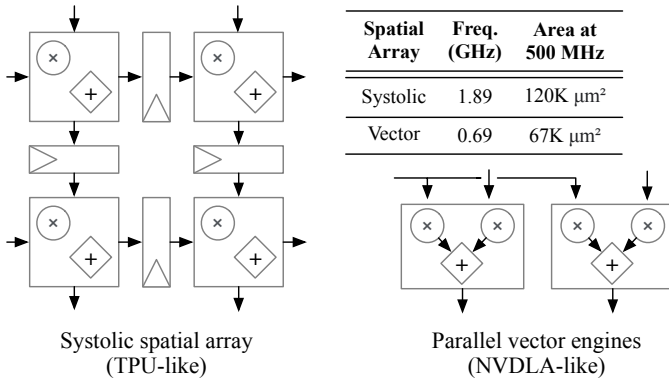 Spatial Array Freq. (GHz) Area at 500 MHz
Systolic 1.89 120K μm²
Vector 0.69 67K μm²
× + × +
× + × +
× × + × × +
Systolic spatial array
(TPU-like)
Parallel vector engines
(NVDLA-like)